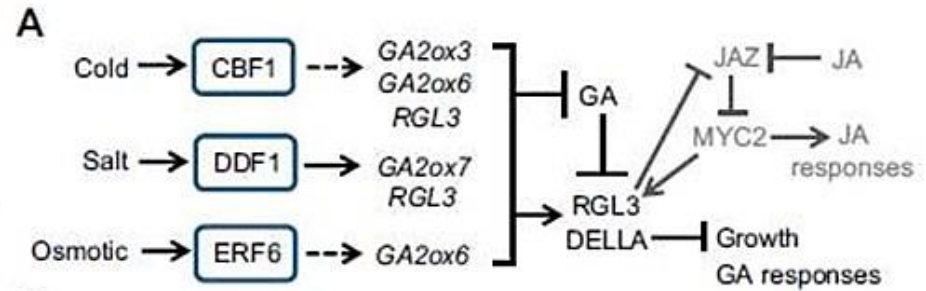 A
Cold
CBF1
GA2ox3
GA2ox6
RGL3
Salt
DDF1
GA2ox7
RGL3
Osmotic
ERF6
GA2ox6
GA
JAZ
JA
MYC2
JA
responses
RGL3
DELLA
Growth
GA responses